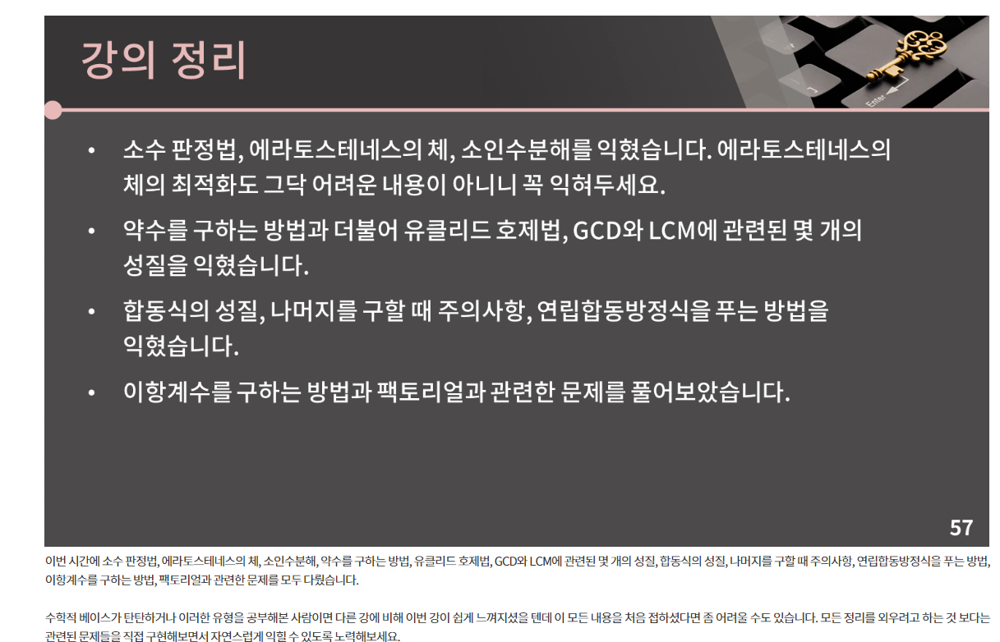 강의 정리
Enter
• 소수 판정법, 에라토스테네스의 체, 소인수분해를 익혔습니다. 에라토스테네스의
체의 최적화도 그닥 어려운 내용이 아니니 꼭 익혀두세요.
• 약수를 구하는 방법과 더불어 유클리드 호제법, GCD와 LCM에 관련된 몇 개의
성질을 익혔습니다.
• 합동식의 성질, 나머지를 구할 때 주의사항, 연립합동방정식을 푸는 방법을
익혔습니다.
• 이항계수를 구하는 방법과 팩토리얼과 관련한 문제를 풀어보았습니다.
57
이번 시간에 소수 판정법, 에라토스테네스의 체, 소인수분해, 약수를 구하는 방법, 유클리드 호제법, GCD와 LCM에 관련된 몇 개의 성질, 합동식의 성질, 나머지를 구할 때 주의사항, 연립합동방정식을 푸는 방법,
이항계수를 구하는 방법, 팩토리얼과 관련한 문제를 모두 다뤘습니다.
수학적 베이스가 탄탄하거나 이러한 유형을 공부해본 사람이면 다른 강에 비해 이번 강이 쉽게 느껴지셨을 텐데 이 모든 내용을 처음 접하셨다면 좀 어려울 수도 있습니다. 모든 정리를 외우려고 하는 것 보다는
관련된 문제들을 직접 구현해보면서 자연스럽게 익힐 수 있도록 노력해보세요.